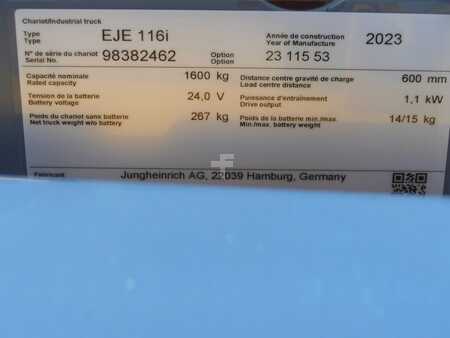 Chariot/Industrial truck
Type EJE 116i Année de construction 2023
Type Year of Manufacture
N° de série du chariot 98382462 Option 23 115 53
Serial No. Option
Capacité nominale 1600 kg Distance centre gravité de charge 600 mm
Rated capacity Load centre distance
Tension de la batterie 24,0 V Puissance d'entraînement 1,1 kW
Battery voltage Drive output
Poids du chariot sans batterie 267 kg Poids de la batterie min./max. 14/15 kg
Net truck weight w/o battery Min./max. battery weight
Fabricant Jungheinrich AG, 22039 Hamburg, Germany